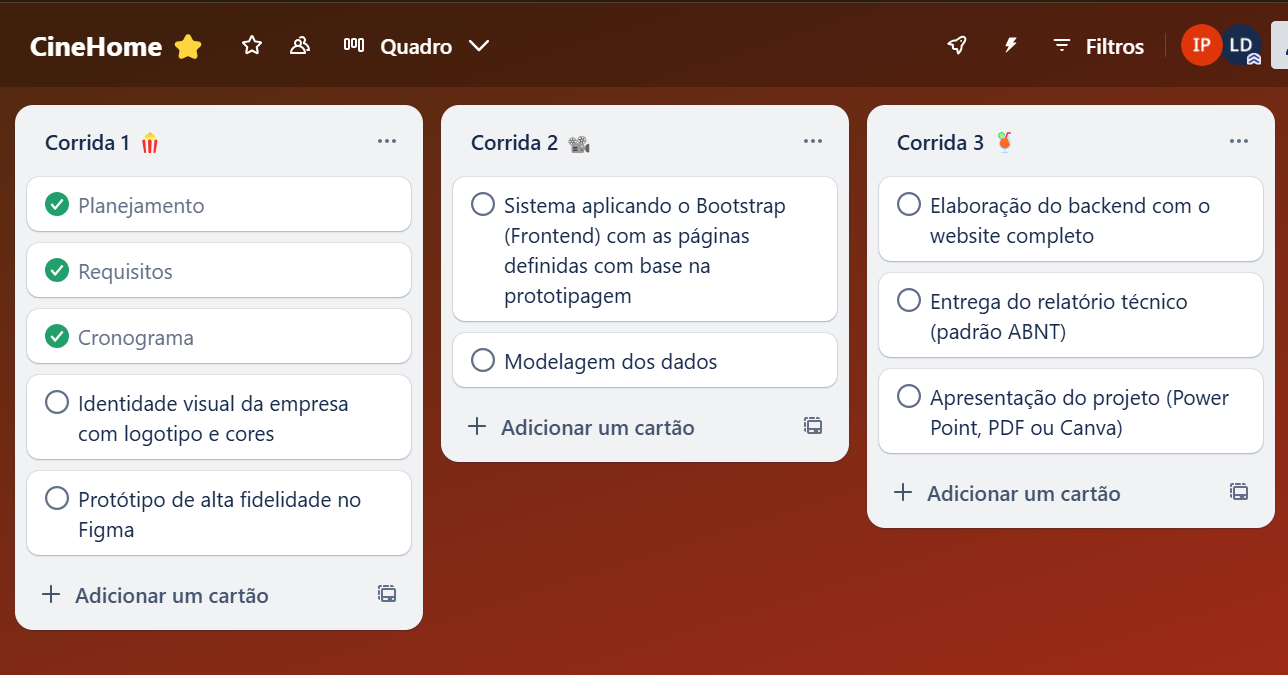 CineHome
Quadro
Filtros
IP
LD
Corrida 1
Planejamento
Requisitos
Cronograma
Identidade visual da empresa
com logotipo e cores
Protótipo de alta fidelidade no
Figma
Adicionar um cartão
Corrida 2
Sistema aplicando o Bootstrap
(Frontend) com as páginas
definidas com base na
prototipagem
Modelagem dos dados
Adicionar um cartão
Corrida 3
Elaboração do backend com o
website completo
Entrega do relatório técnico
(padrão ABNT)
Apresentação do projeto (Power
Point, PDF ou Canva)
Adicionar um cartão